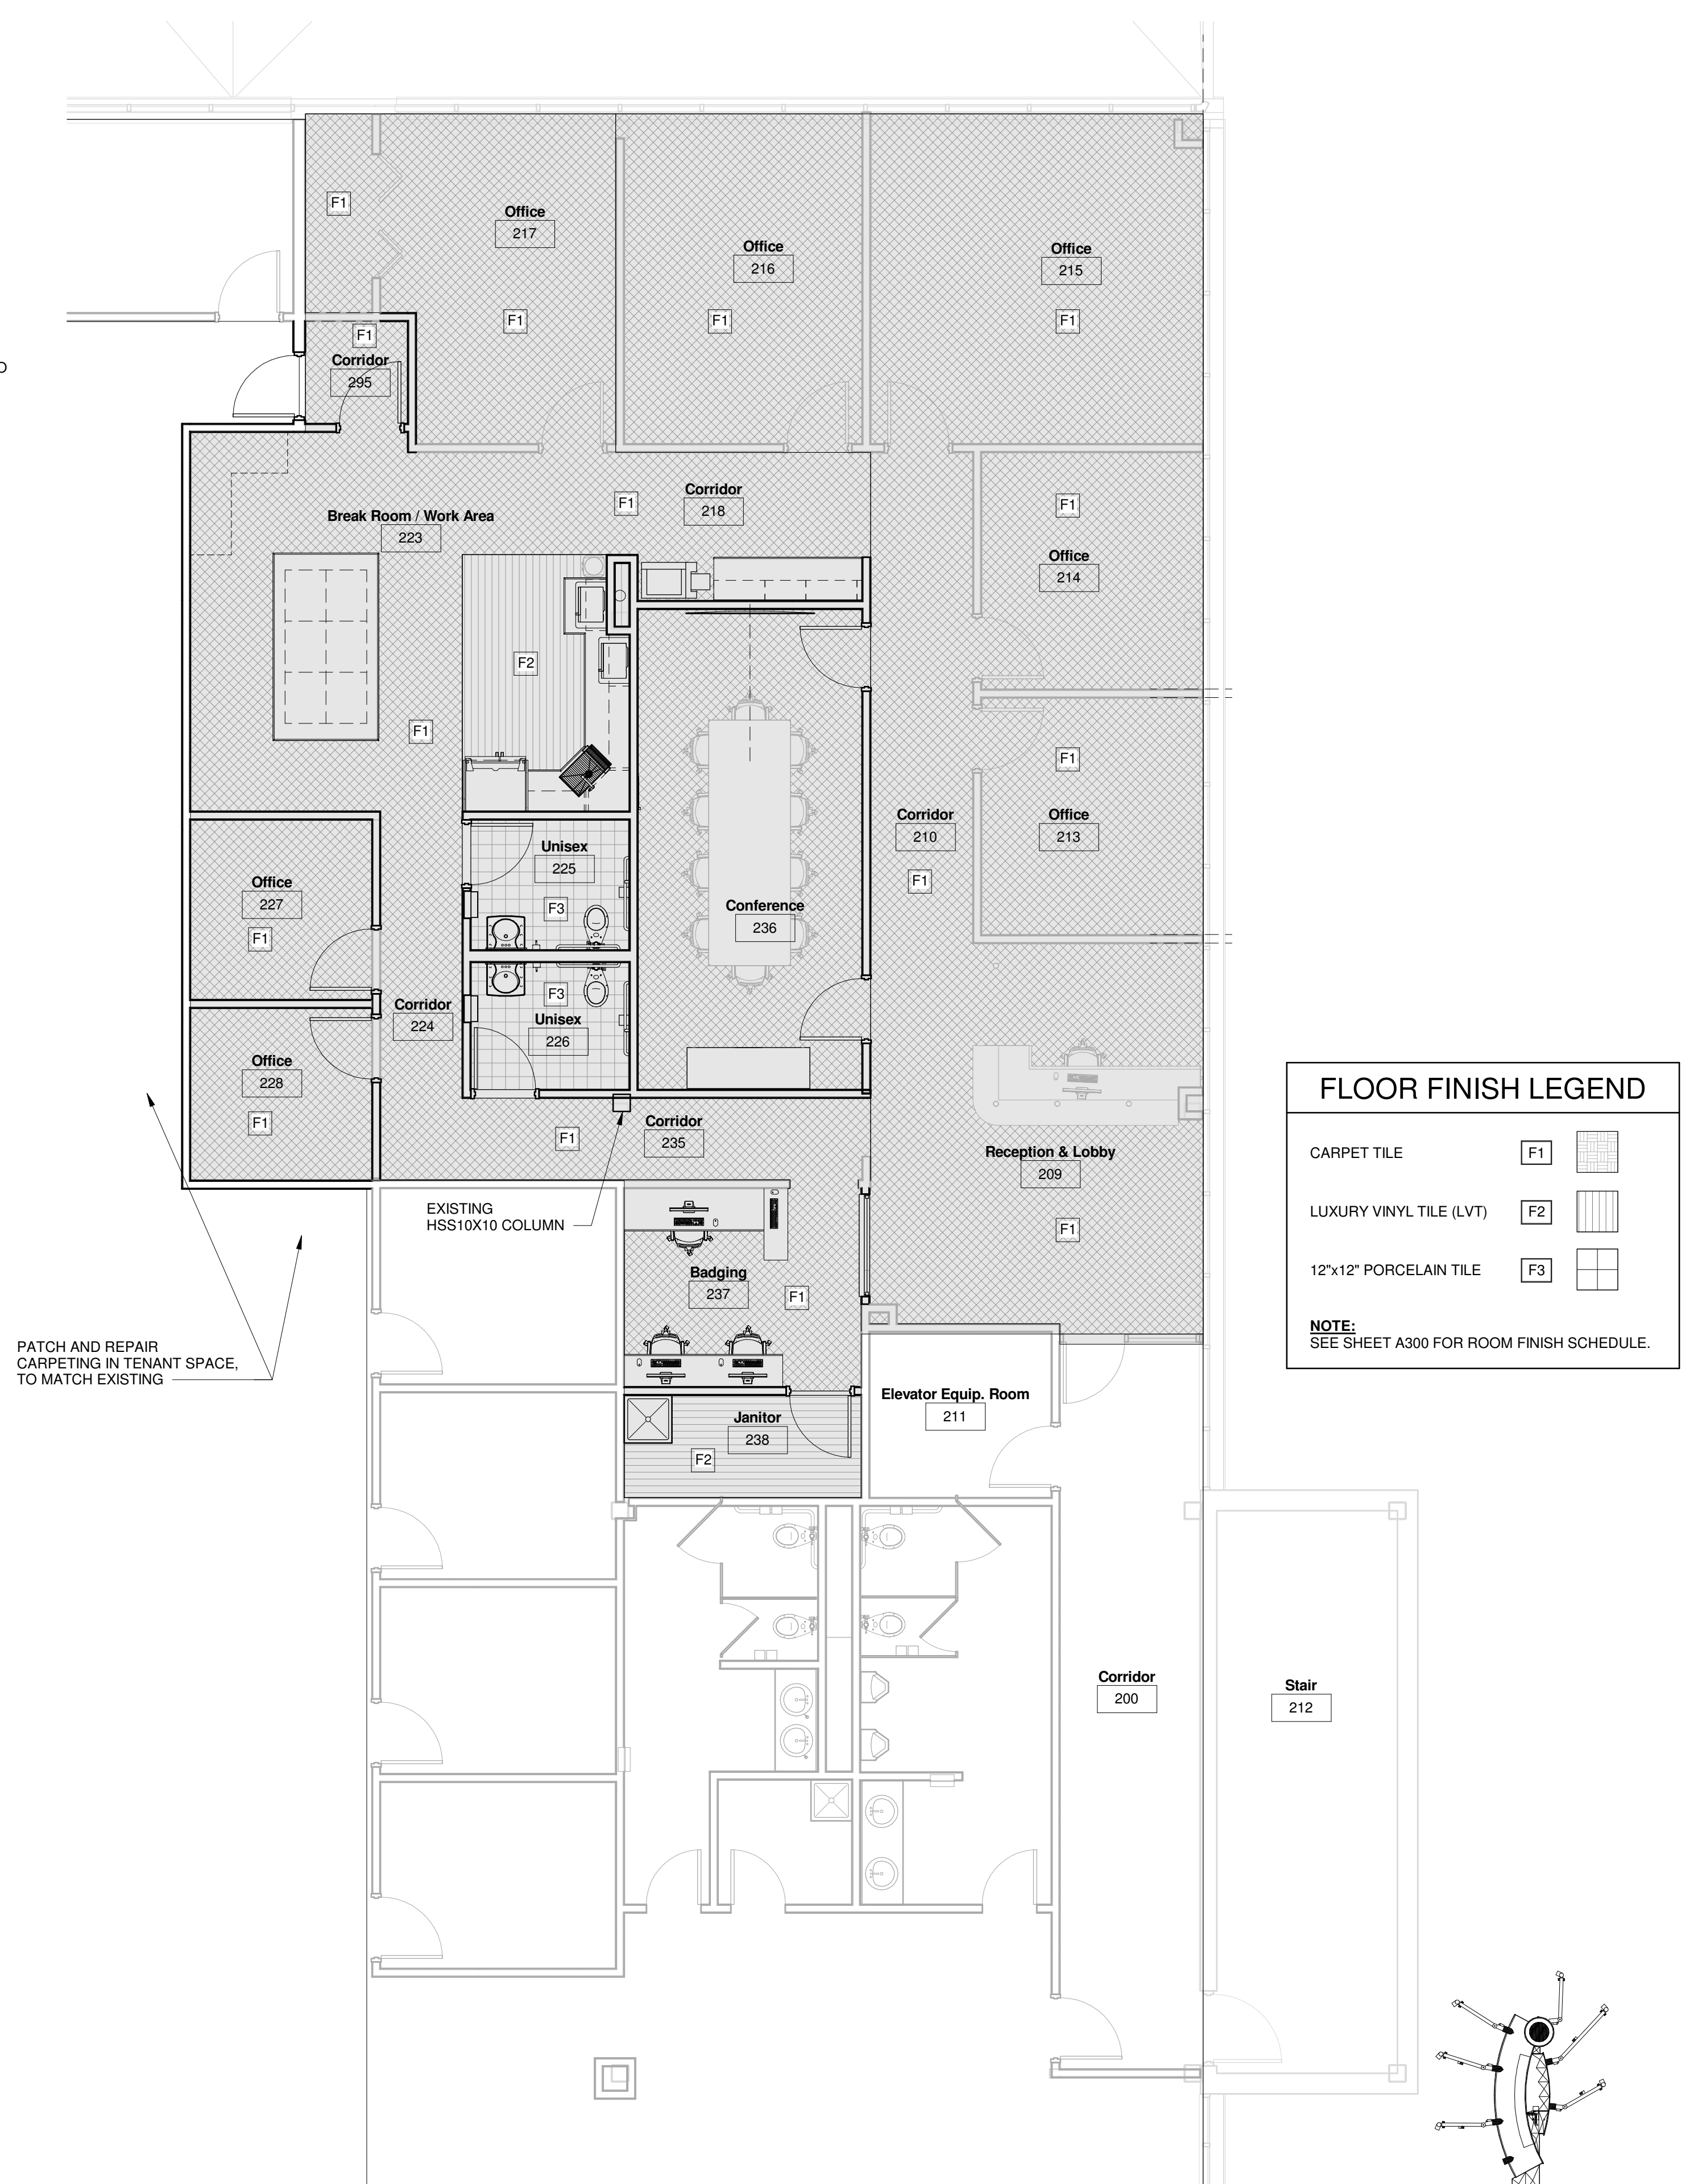 F1
Office
217
Office
216
Office
215
F1
F1
F1
F1
Corridor
295
O
Corridor
218
F1
F1
Break Room / Work Area
223
Office
214
F2
F1
F1
Corridor
210
Office
213
F1
Unisex
225
F3
Office
227
F1
Conference
236
F3
Unisex
226
Corridor
224
Office
228
F1
Corridor
235
F1
Reception & Lobby
209
F1
EXISTING
HSS10X10 COLUMN
Badging
237
F1
PATCH AND REPAIR
CARPETING IN TENANT SPACE,
TO MATCH EXISTING
Elevator Equip. Room
211
Janitor
238
F2
Corridor
200
Stair
212
FLOOR FINISH LEGEND
CARPET TILE F1
LUXURY VINYL TILE (LVT) F2
12"x12" PORCELAIN TILE F3
NOTE:
SEE SHEET A300 FOR ROOM FINISH SCHEDULE.